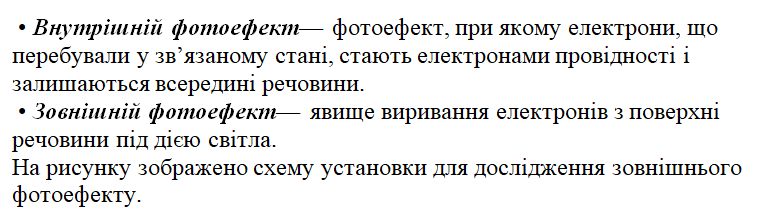 • Внутрішній фотоефект— фотоефект, при якому електрони, що
перебували у зв’язаному стані, стають електронами провідності і
залишаються всередині речовини.
• Зовнішній фотоефект— явище виривання електронів з поверхні
речовини під дією світла.
На рисунку зображено схему установки для дослідження зовнішнього
фотоефекту.